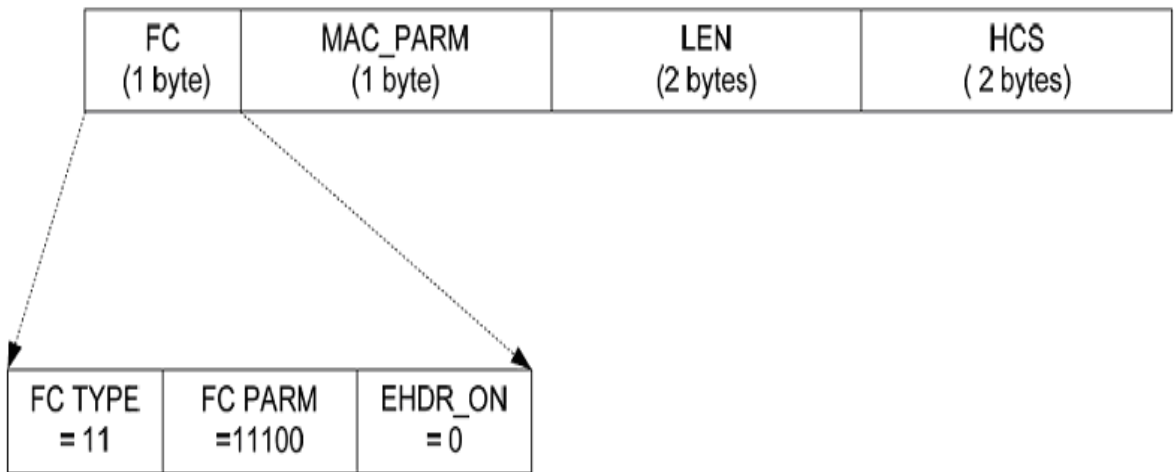 FC MAC_PARM LEN HCS
(1 byte) (1 byte) (2 bytes) ( 2 bytes)
FC TYPE FC PARM EHDR_ON
= 11 =11100 = 0